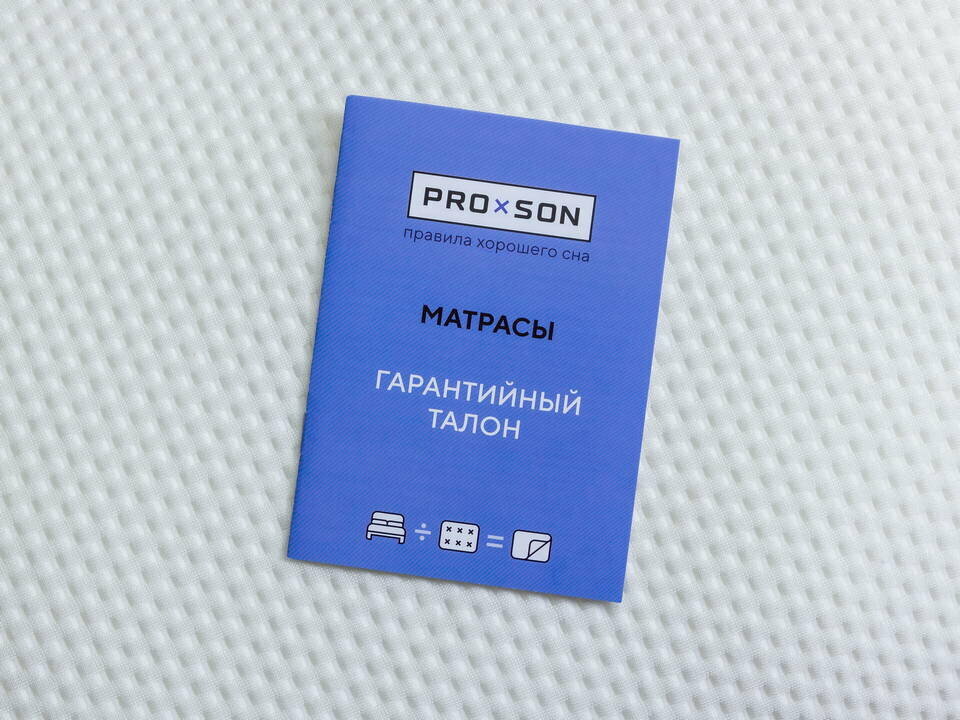 PRO×SON
правила хорошего сна
МАТРАСЫ
ГАРАНТИЙНЫЙ
ТАЛОН
÷ =